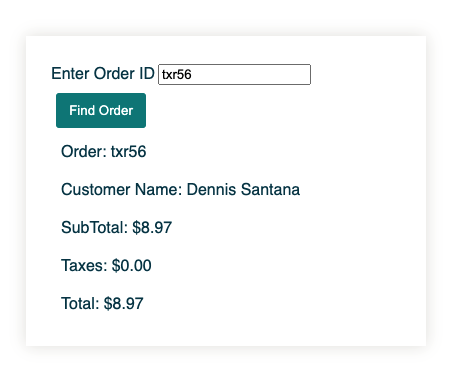 Enter Order ID txr56
Find Order
Order: txr56
Customer Name: Dennis Santana
SubTotal: $8.97
Taxes: $0.00
Total: $8.97